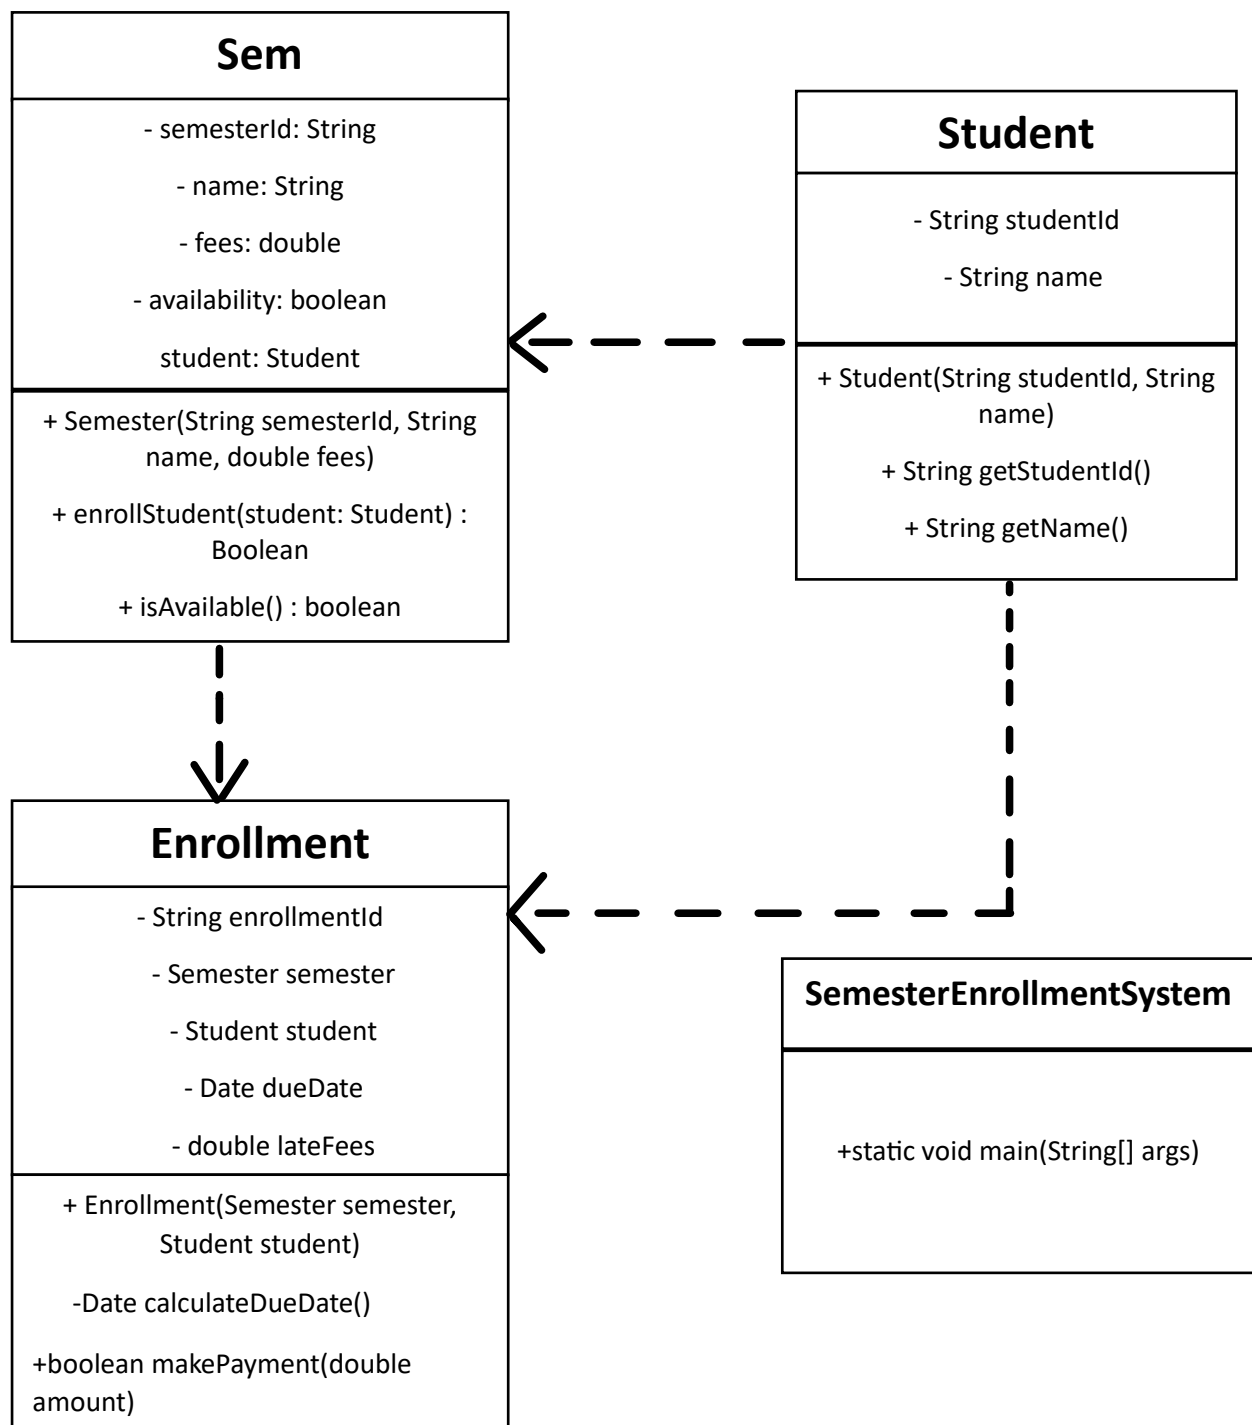 Sem
- semesterId: String
- name: String
- fees: double
- availability: boolean
student: Student
+ Semester(String semesterId, String
name, double fees)
+ enrollStudent(student: Student) :
Boolean
+ isAvailable() : boolean
Student
- String studentId
- String name
+ Student(String studentId, String
name)
+ String getStudentId()
+ String getName()
Enrollment
- String enrollmentId
- Semester semester
- Student student
- Date dueDate
- double lateFees
+ Enrollment(Semester semester,
Student student)
-Date calculateDueDate()
+boolean makePayment(double
amount)
SemesterEnrollmentSystem
+static void main(String[] args)